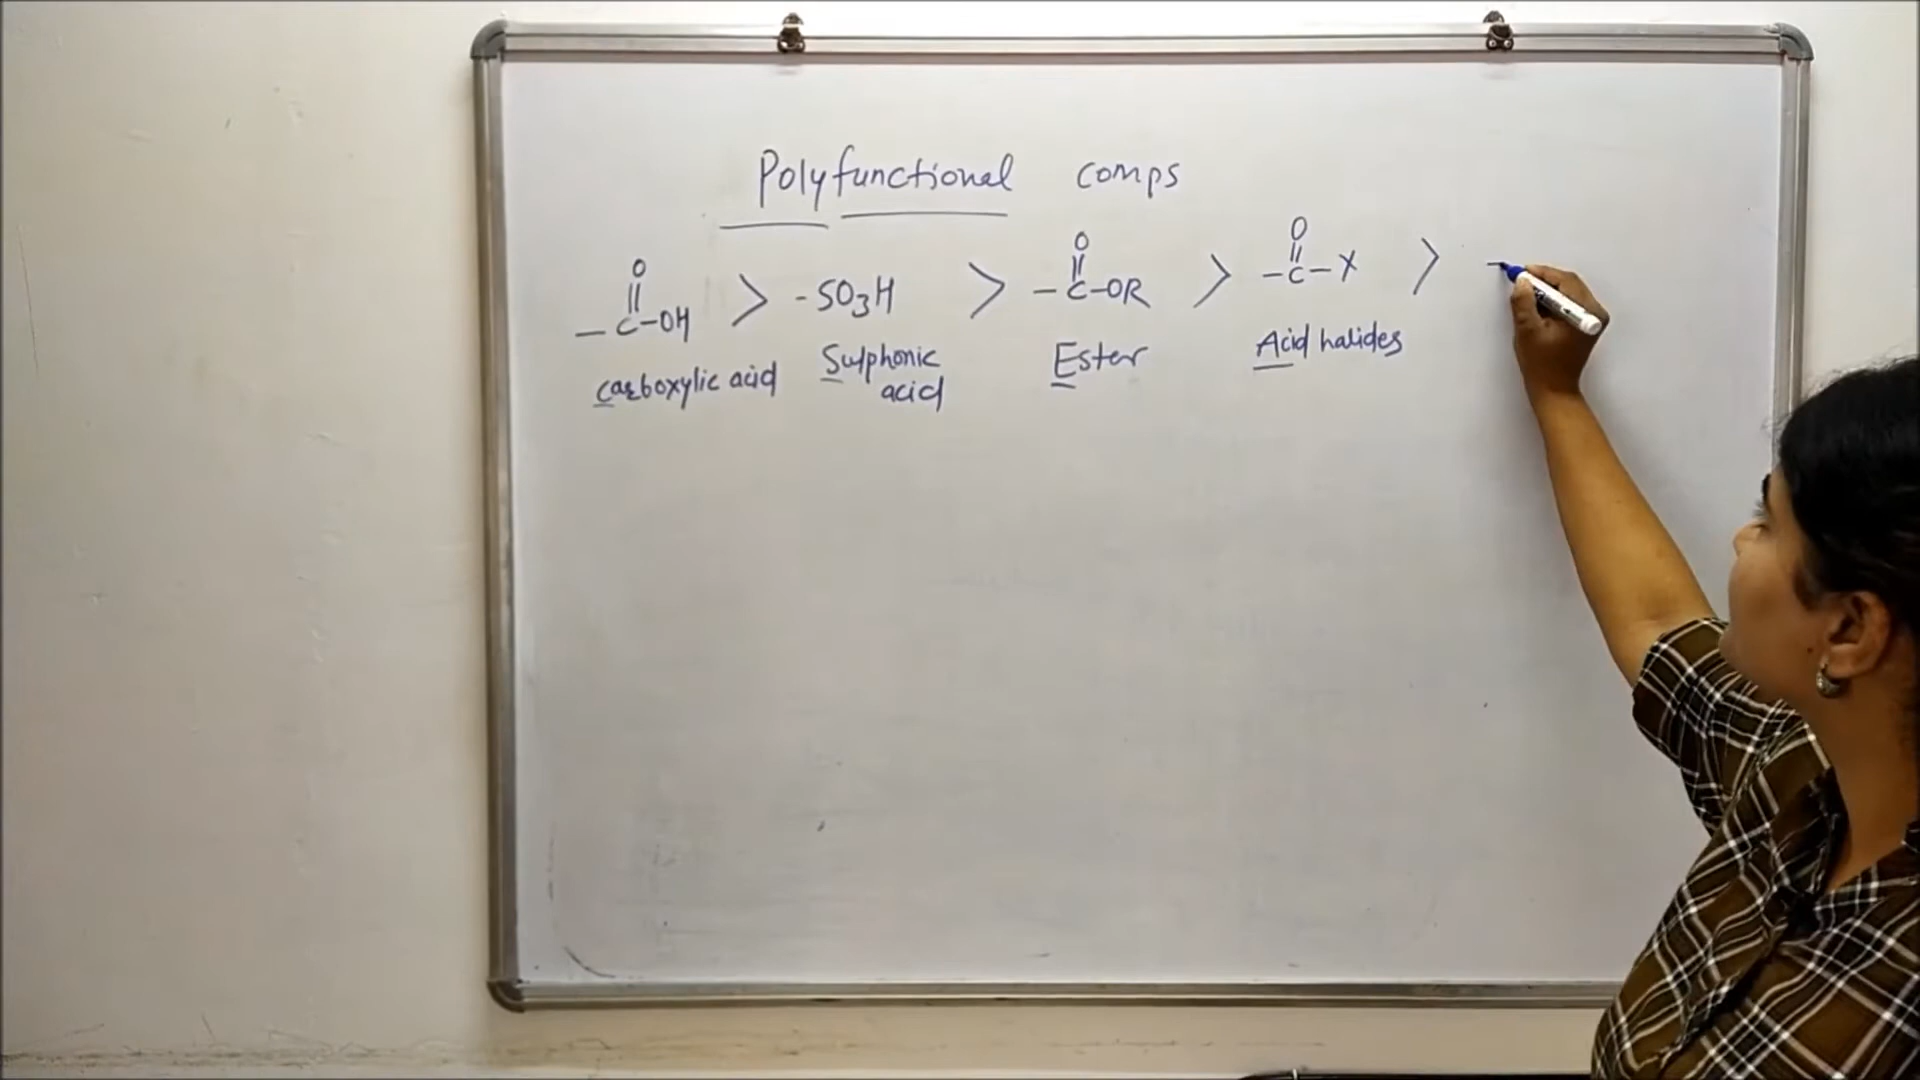 Polyfunctional comps
O O O O
|| || || ||
— C-OH > - SO3H > — C-OR > — C-X > -
Carboxylic acid Sulphonic acid Ester Acid halides